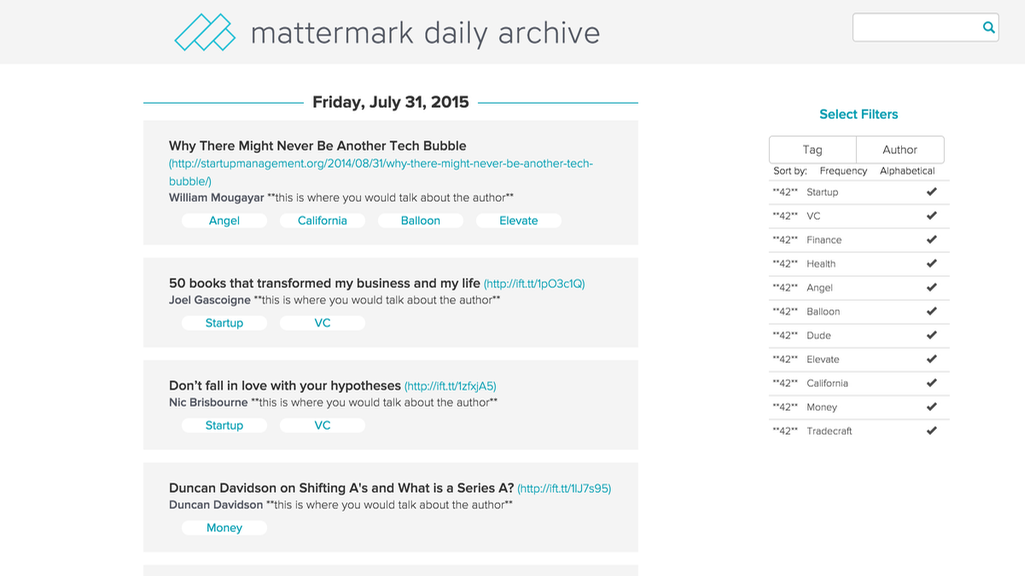 mattermark daily archive
Friday, July 31, 2015
Why There Might Never Be Another Tech Bubble
(http://startupmanagement.org/2014/08/31/why-there-might-never-be-another-tech-
bubble/)
William Mougayar **this is where you would talk about the author**
Angel California Balloon Elevate
50 books that transformed my business and my life (http://ift.tt/1pO3c1Q)
Joel Gascoigne **this is where you would talk about the author**
Startup VC
Don't fall in love with your hypotheses (http://ift.tt/1zfxjA5)
Nic Brisbourne **this is where you would talk about the author**
Startup VC
Duncan Davidson on Shifting A's and What is a Series A? (http://ift.tt/1lJ7s95)
Duncan Davidson **this is where you would talk about the author**
Money
Select Filters
Tag Author
Sort by: Frequency Alphabetical
**42** Startup
**42** VC
**42** Finance
**42** Health
**42** Angel
**42** Balloon
**42** Dude
**42** Elevate
**42** California
**42** Money
**42** Tradecraft